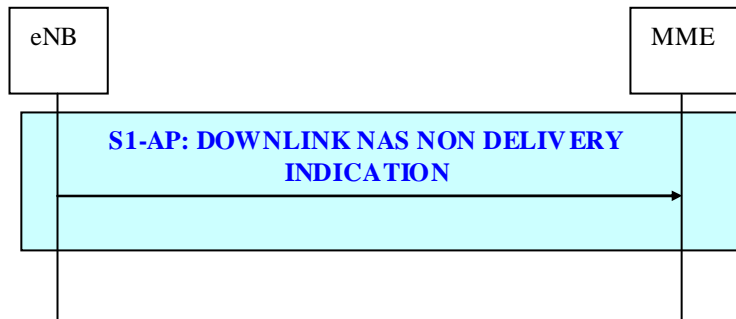 eNB
MME
S1-AP: DOWNLINK NAS NON DELIVERY
INDICATION